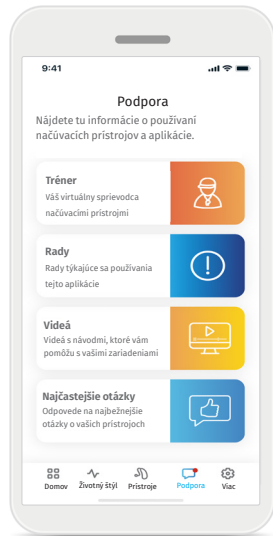 9:41
Podpora
Nájdete tu informácie o používaní
načúvacích prístrojov a aplikácie.
Tréner
Váš virtuálny sprievodca
načúvacími prístrojmi
Rady
Rady týkajúce sa používania
tejto aplikácie
Videá
Videá s návodmi, ktoré vám
pomôžu s vašimi zariadeniami
Najčastejšie otázky
Odpovede na najbežnejšie
otázky o vašich prístrojoch
Domov Životný štýl Prístroje Podpora Viac